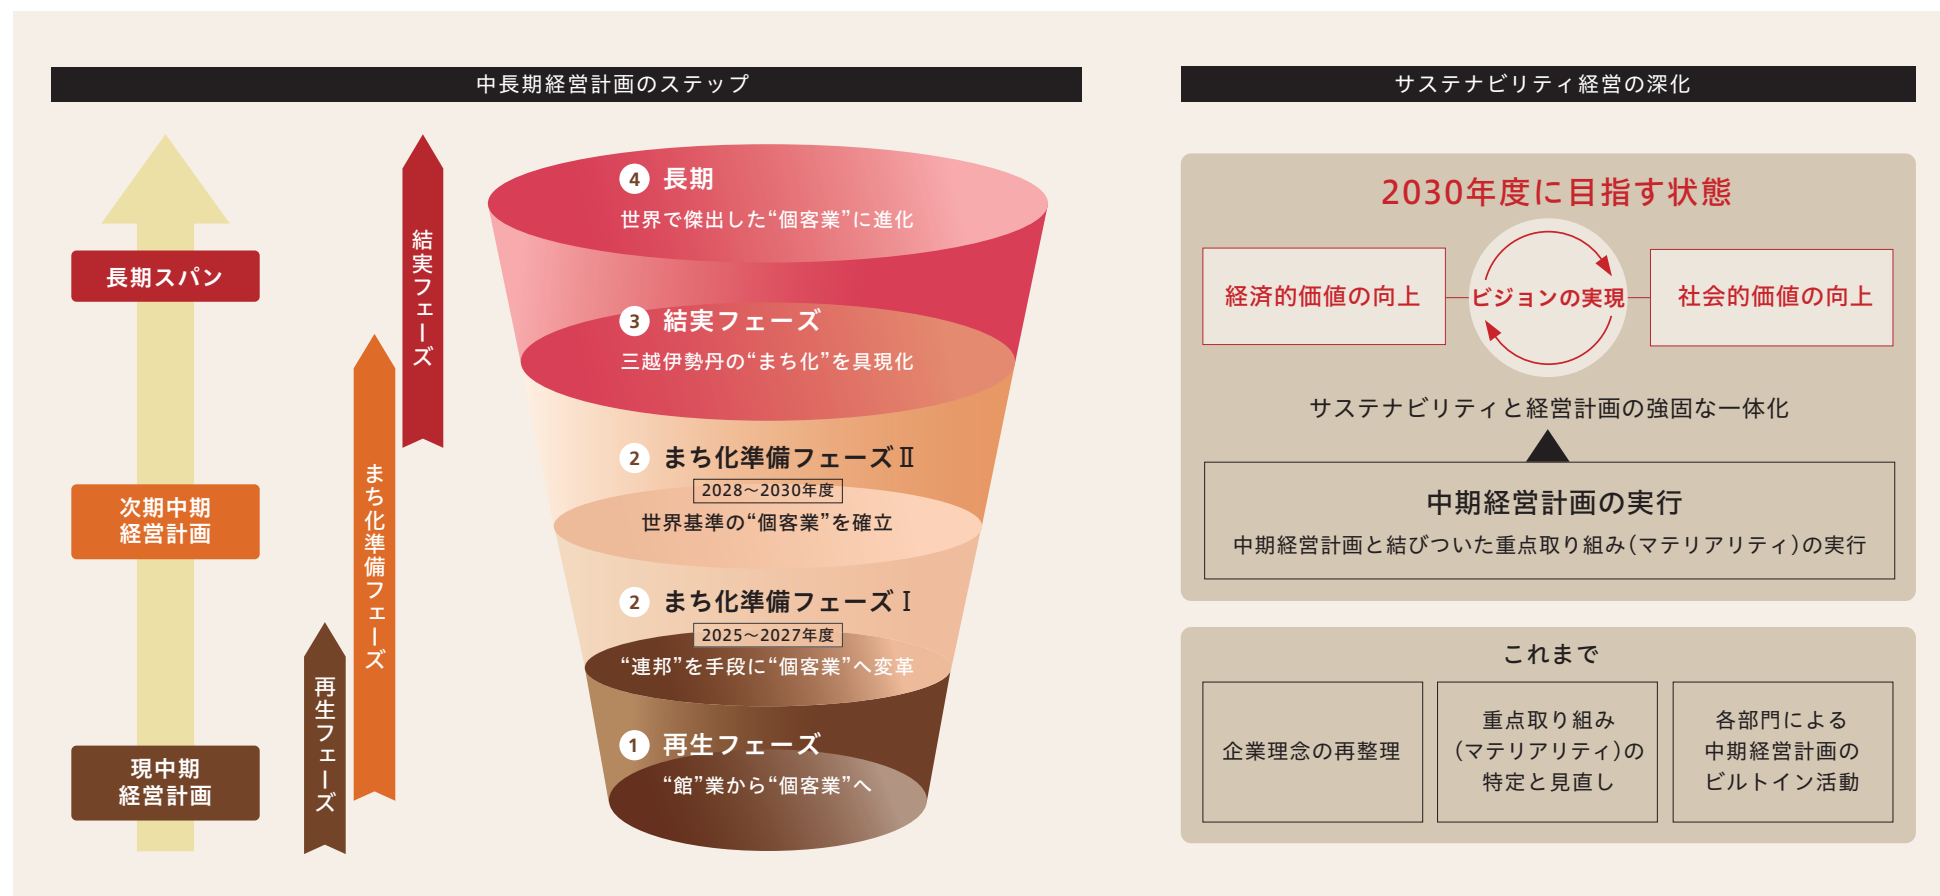 中長期経営計画のステップ
長期スパン
次期中期
経営計画
現中期
経営計画
結実フェーズ
まち化準備フェーズ
再生フェーズ
4 長期
世界で傑出した“個客業”に進化
3 結実フェーズ
三越伊勢丹の“まち化”を具現化
2 まち化準備フェーズⅡ
2028～2030年度
世界基準の“個客業”を確立
2 まち化準備フェーズⅠ
2025～2027年度
“連邦”を手段に“個客業”へ変革
1 再生フェーズ
“館”業から“個客業”へ
サステナビリティ経営の深化
2030年度に目指す状態
経済的価値の向上
ビジョンの実現
社会的価値の向上
サステナビリティと経営計画の強固な一体化
中期経営計画の実行
中期経営計画と結びついた重点取り組み（マテリアリティ）の実行
これまで
企業理念の再整理
重点取り組み
（マテリアリティ）の
特定と見直し
各部門による
中期経営計画の
ビルトイン活動